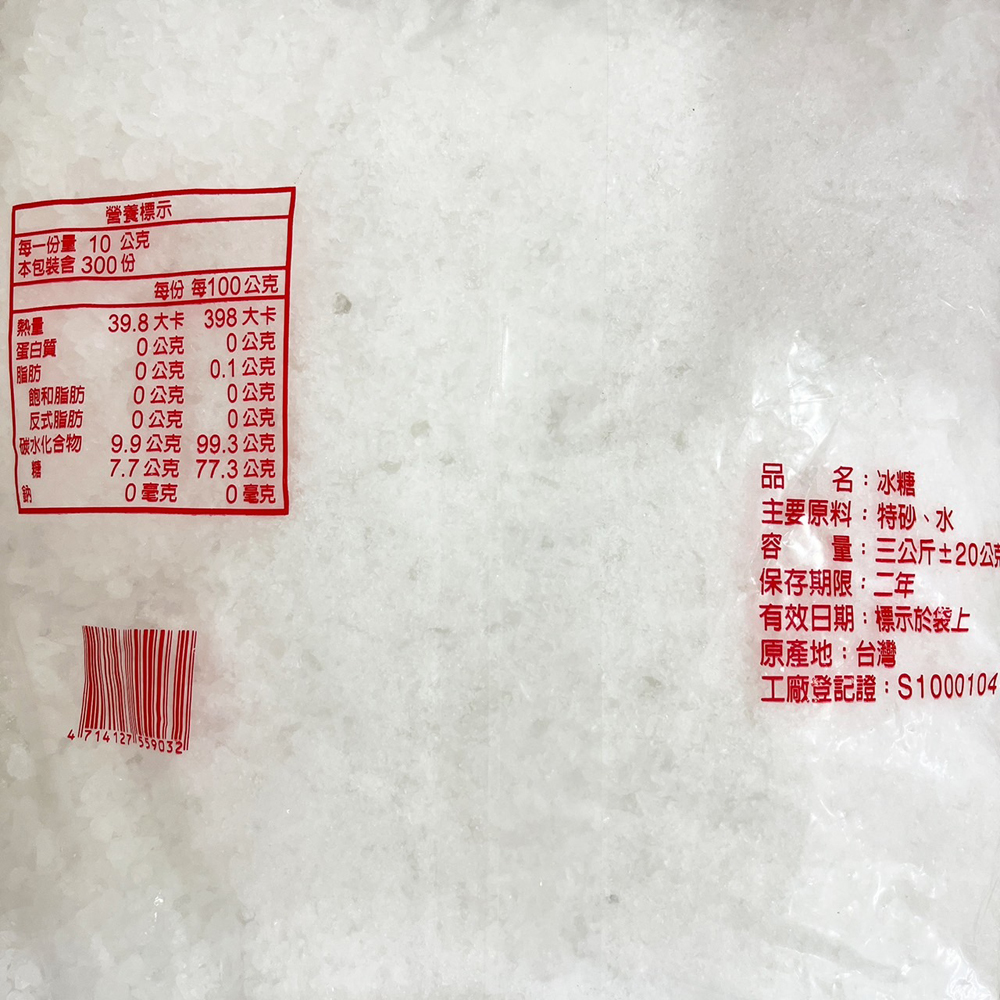 營養標示
每一份量 10 公克
本包裝含 300 份
每份 每100公克
熱量 39.8 大卡 398 大卡
蛋白質 0 公克 0 公克
脂肪 0 公克 0.1 公克
飽和脂肪 0 公克 0 公克
反式脂肪 0 公克 0 公克
碳水化合物 9.9 公克 99.3 公克
糖 7.7 公克 77.3 公克
鈉 0 毫克 0 毫克
4 714127 559032
品名：冰糖
主要原料：特砂、水
容量：三公斤±20公克
保存期限：二年
有效日期：標示於袋上
原產地：台灣
工廠登記證：S1000104